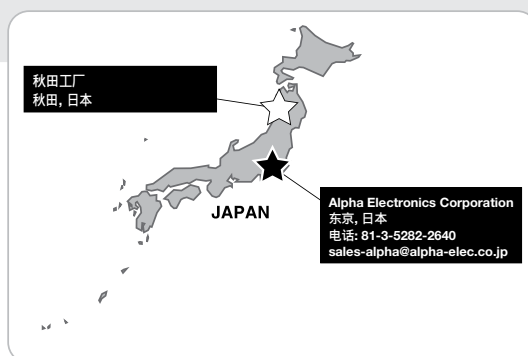 秋田工厂
秋田, 日本
JAPAN
Alpha Electronics Corporation
东京, 日本
电话: 81-3-5282-2640
sales-alpha@alpha-elec.co.jp